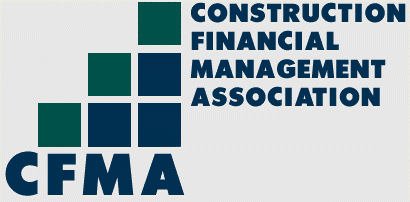 CONSTRUCTION
FINANCIAL
MANAGEMENT
ASSOCIATION
CFMA